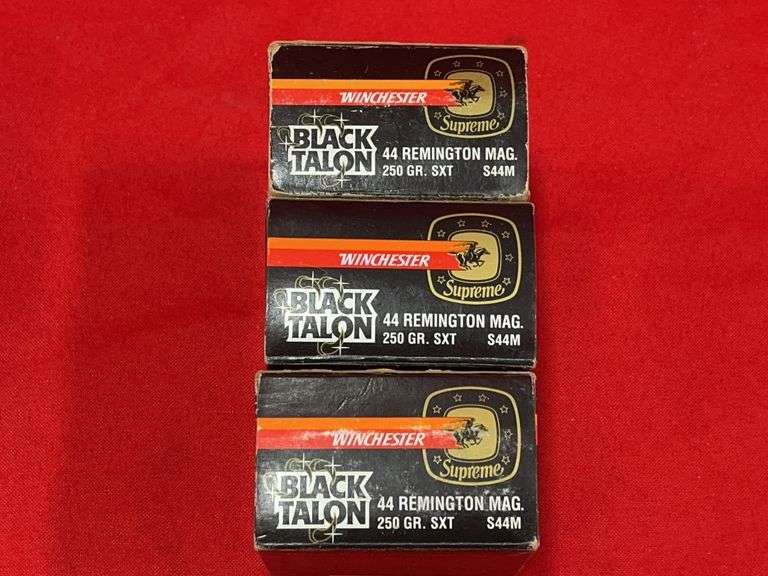 WINCHESTER
Supreme
BLACK
TALON
44 REMINGTON MAG.
250 GR. SXT S44M
WINCHESTER
Supreme
BLACK
TALON
44 REMINGTON MAG.
250 GR. SXT S44M
WINCHESTER
Supreme
BLACK
TALON
44 REMINGTON MAG.
250 GR. SXT S44M